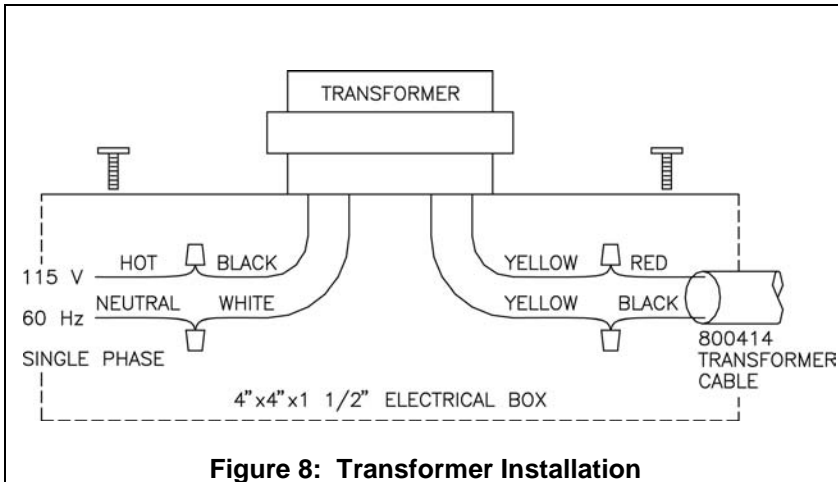 TRANSFORMER
HOT BLACK YELLOW RED
115 V
NEUTRAL WHITE YELLOW BLACK
60 Hz
SINGLE PHASE
800414
TRANSFORMER
CABLE
4"x4"x1 1/2" ELECTRICAL BOX
Figure 8: Transformer Installation